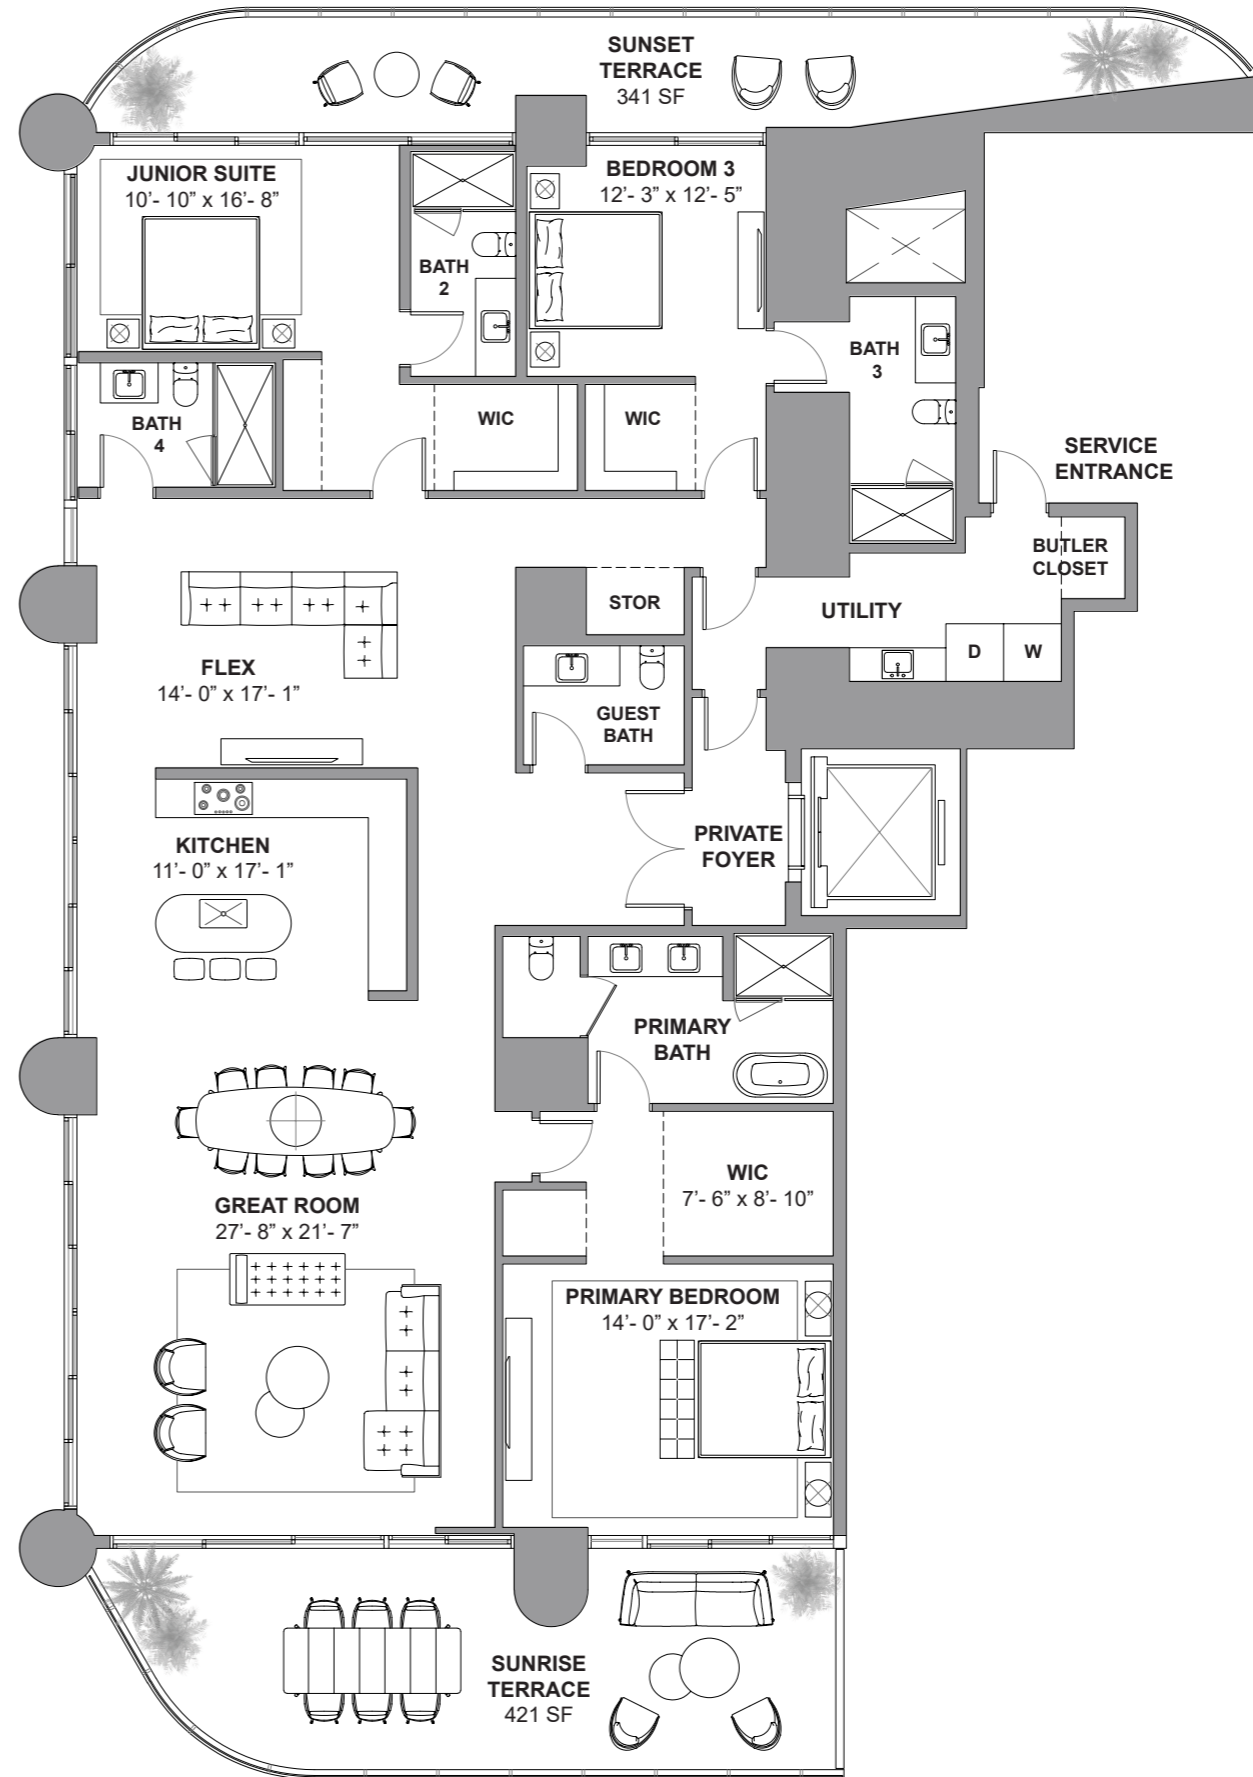 SUNSET
TERRACE
341 SF
JUNIOR SUITE
10’- 10” x 16’- 8”
BEDROOM 3
12’- 3” x 12’- 5”
BATH
2
BATH
3
BATH
4
WIC
WIC
SERVICE
ENTRANCE
BUTLER
CLOSET
STOR
UTILITY
D
W
FLEX
14’- 0” x 17’- 1”
GUEST
BATH
KITCHEN
11’- 0” x 17’- 1”
PRIVATE
FOYER
PRIMARY
BATH
WIC
7’- 6” x 8’- 10”
GREAT ROOM
27’- 8” x 21’- 7”
PRIMARY BEDROOM
14’- 0” x 17’- 2”
SUNRISE
TERRACE
421 SF